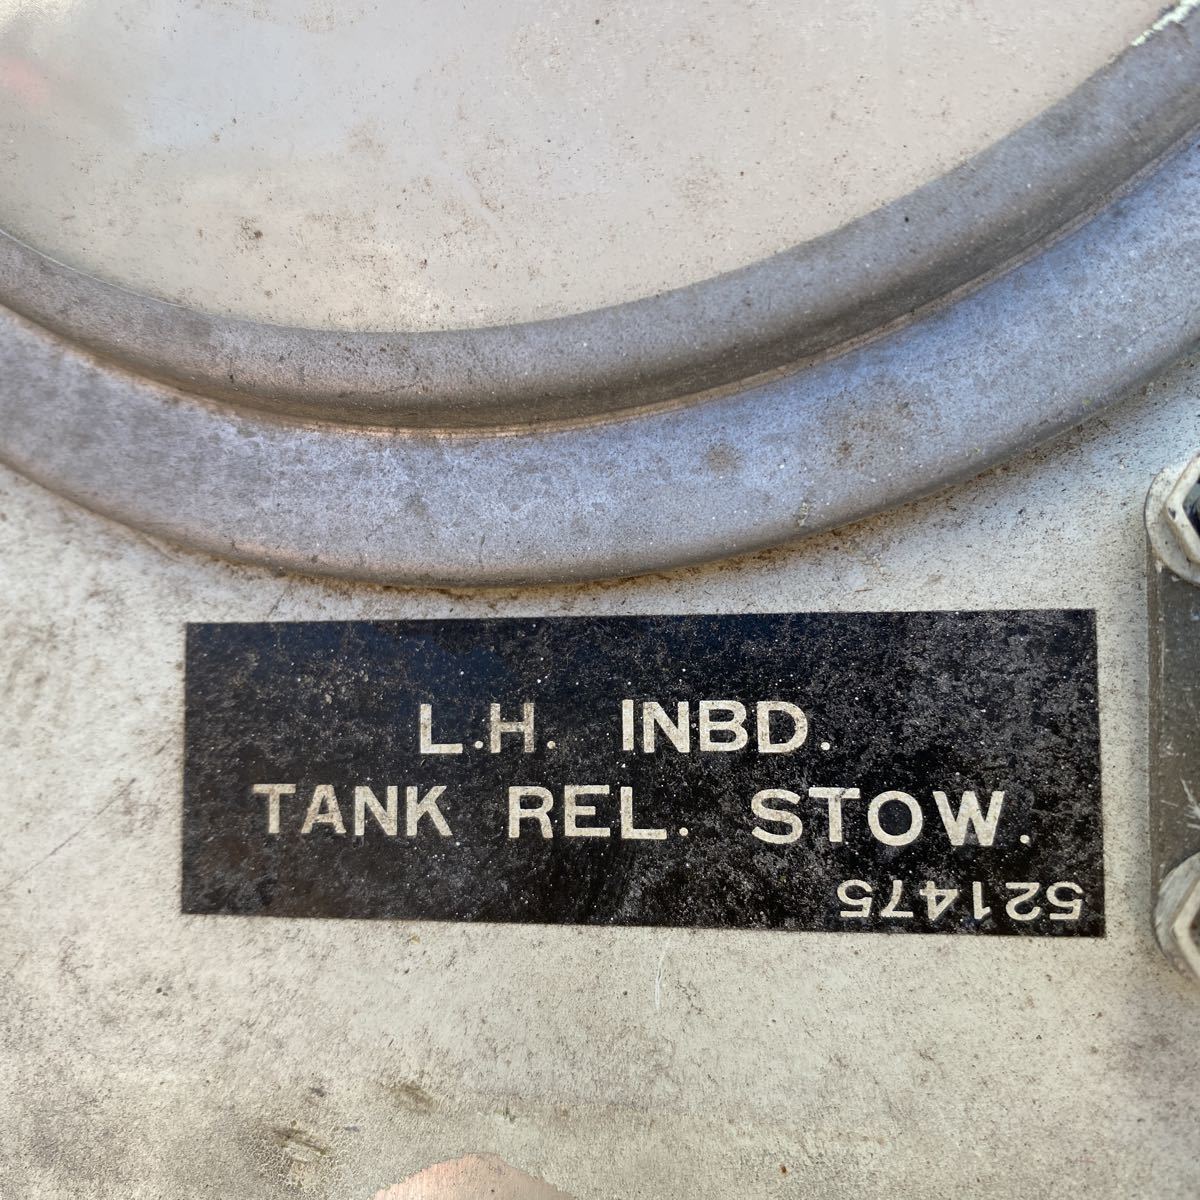 L.H. INBD.
TANK REL. STOW.
521475